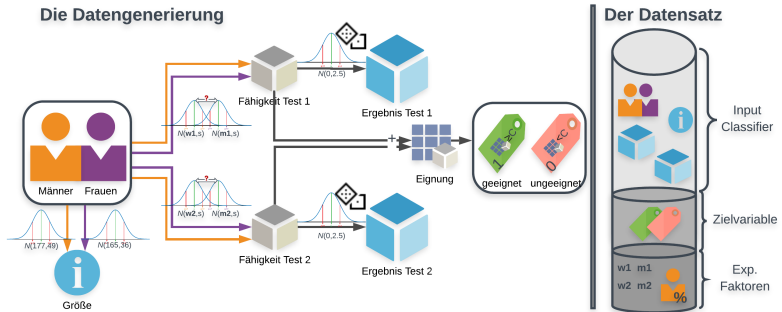 Die Datengenerierung
Der Datensatz
N(0,2.5)
Fähigkeit Test 1
Ergebnis Test 1
?
N(w1,s) N(m1,s)
Männer Frauen
+
Eignung
1 ≥C
0 <C
geeignet ungeeignet
?
N(w2,s) N(m2,s)
N(0,2.5)
Fähigkeit Test 2
Ergebnis Test 2
N(177,49)
N(165,36)
i
Größe
i
Input
Classifier
Zielvariable
w1 m1
w2 m2
%
Exp.
Faktoren